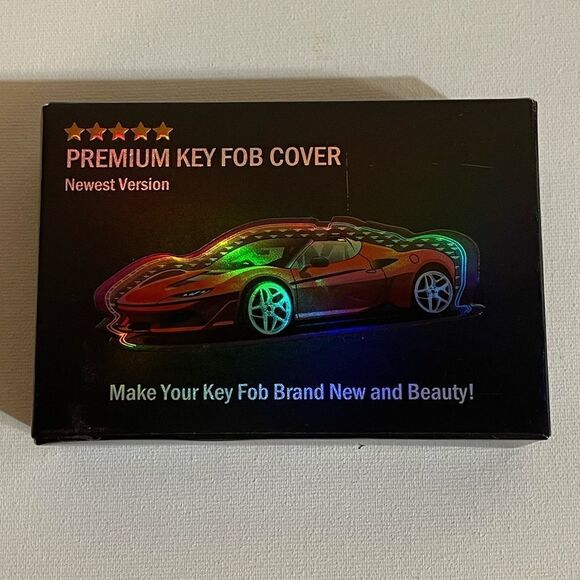 PREMIUM KEY FOB COVER
Newest Version
Make Your Key Fob Brand New and Beauty!